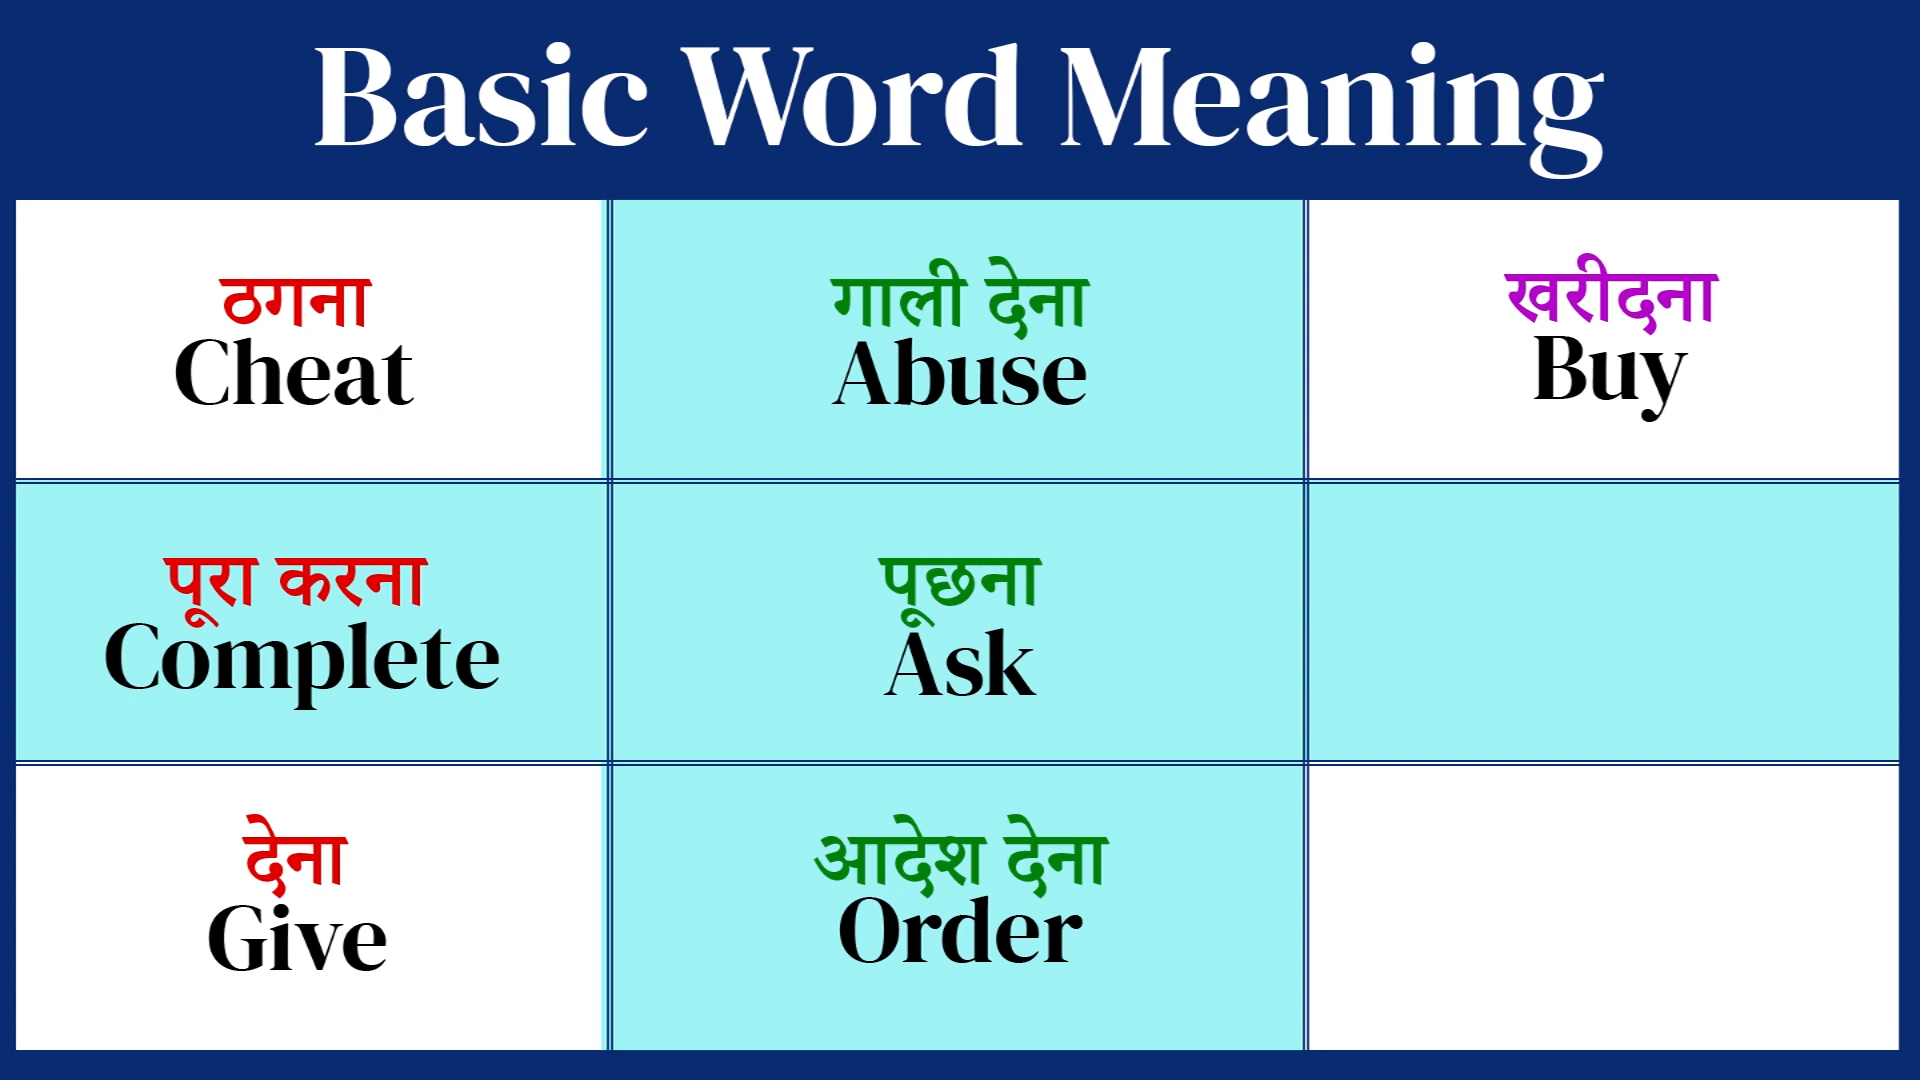 Basic Word Meaning
ठगना
Cheat
गाली देना
Abuse
खरीदना
Buy
पूरा करना
Complete
पूछना
Ask
देना
Give
आदेश देना
Order